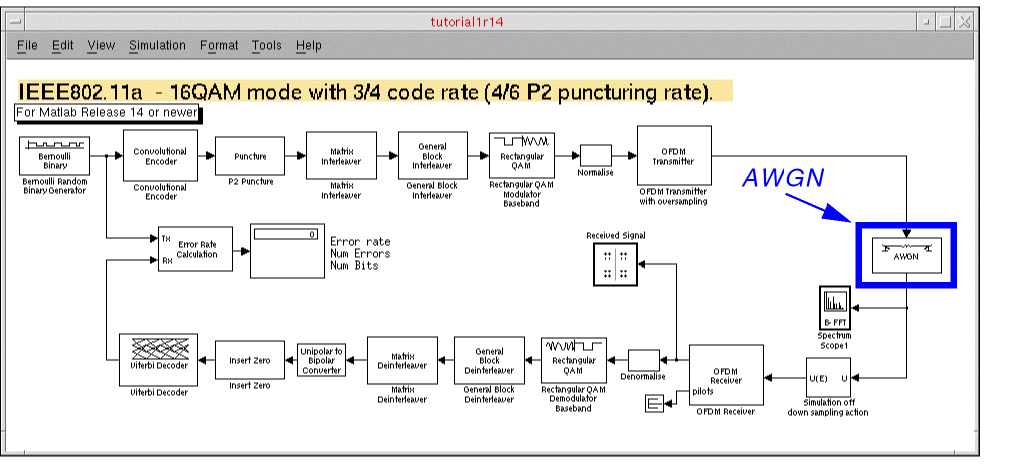 tutorial1r14
File Edit View Simulation Format Tools Help
IEEE802.11a - 16QAM mode with 3/4 code rate (4/6 P2 puncturing rate).
For Matlab Release 14 or newer
Bernoulli
Binary
Bernoulli Random
Binary Generator
Convolutional
Encoder
Convolutional
Encoder
Puncture
P2 Puncture
Matrix
Interleaver
Matrix
Interleaver
General
Block
Interleaver
General Block
Interleaver
Rectangular
QAM
Rectangular QAM
Modulator
Baseband
Normalise
OFDM
Transmitter
OFDM Transmitter
with oversampling
AWGN
AWGN
Tx
Rx
Error Rate
Calculation
0
Error rate
Num Errors
Num Bits
Received Signal
B-FFT
Spectrum
Scope1
Viterbi Decoder
Viterbi Decoder
Insert Zero
Insert Zero
Unipolar to
Bipolar
Converter
Matrix
Deinterleaver
Matrix
Deinterleaver
General
Block
Deinterleaver
General Block
Deinterleaver
Rectangular
QAM
Rectangular QAM
Demodulator
Baseband
Denormalise
OFDM
Receiver
pilots
OFDM Receiver
U(E) U
Simulation off
down sampling action